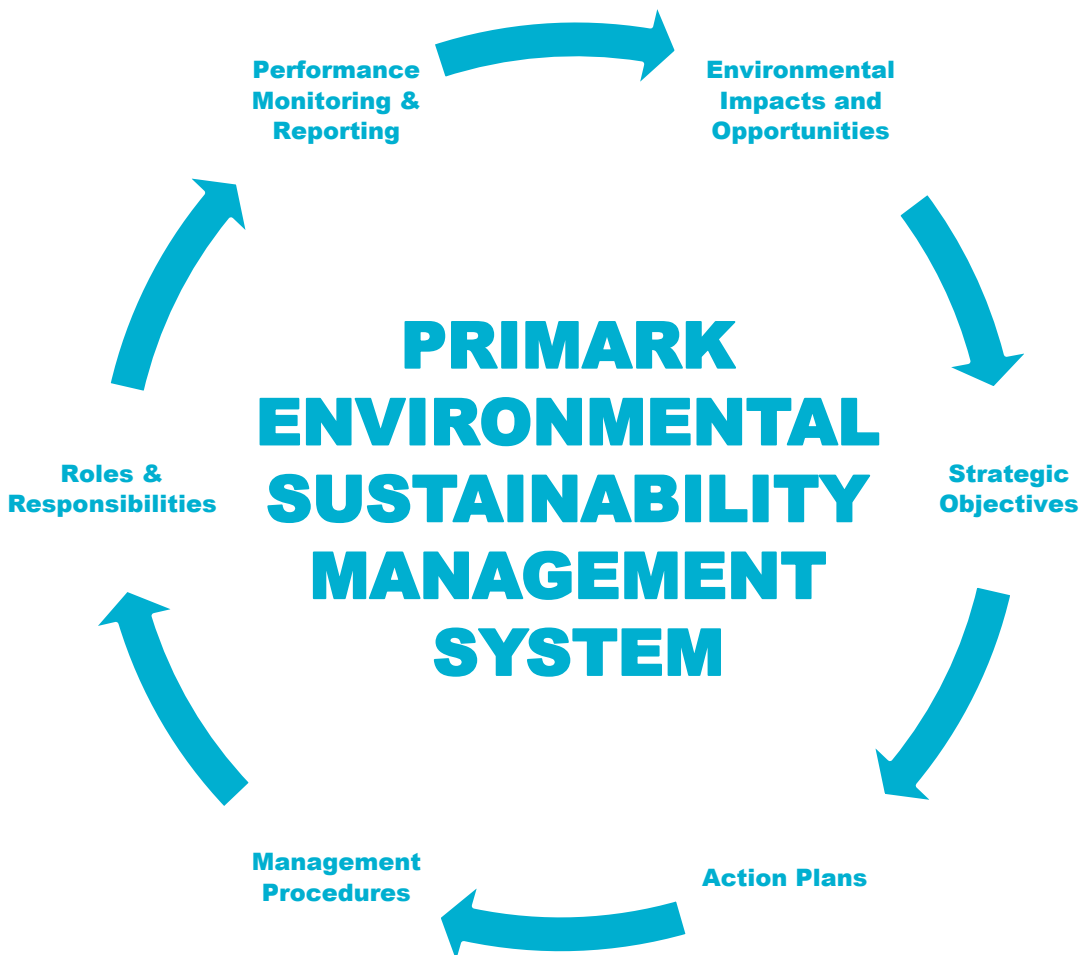 Performance
Monitoring &
Reporting
Environmental
Impacts and
Opportunities
PRIMARK
ENVIRONMENTAL
SUSTAINABILITY
MANAGEMENT
SYSTEM
Roles &
Responsibilities
Strategic
Objectives
Management
Procedures
Action Plans